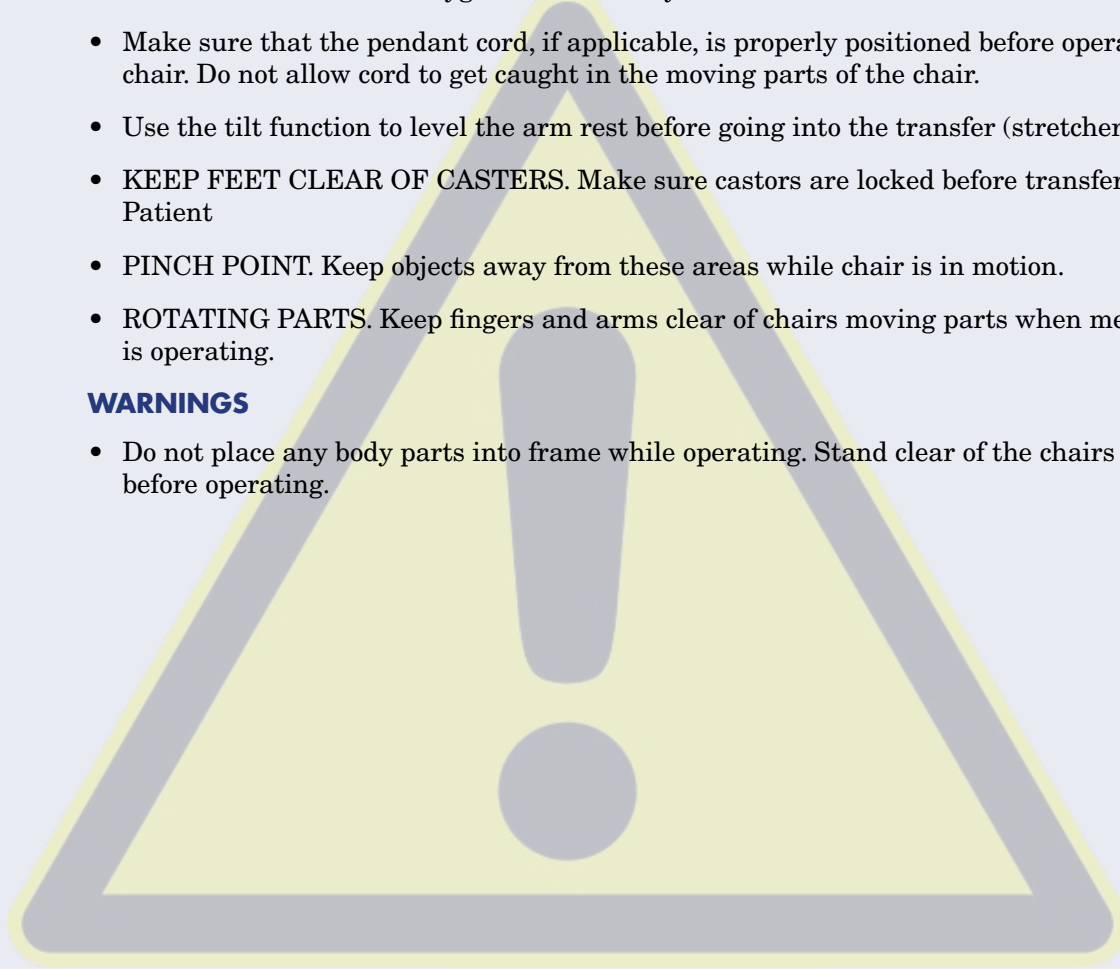 • Make sure that the pendant cord, if applicable, is properly positioned before
chair. Do not allow cord to get caught in the moving parts of the chair.
• Use the tilt function to level the arm rest before going into the transfer (stretcher
• KEEP FEET CLEAR OF CASTERS. Make sure castors are locked before transfer
Patient
• PINCH POINT. Keep objects away from these areas while chair is in motion.
• ROTATING PARTS. Keep fingers and arms clear of chairs moving parts when
is operating.
WARNINGS
• Do not place any body parts into frame while operating. Stand clear of the chairs
before operating.